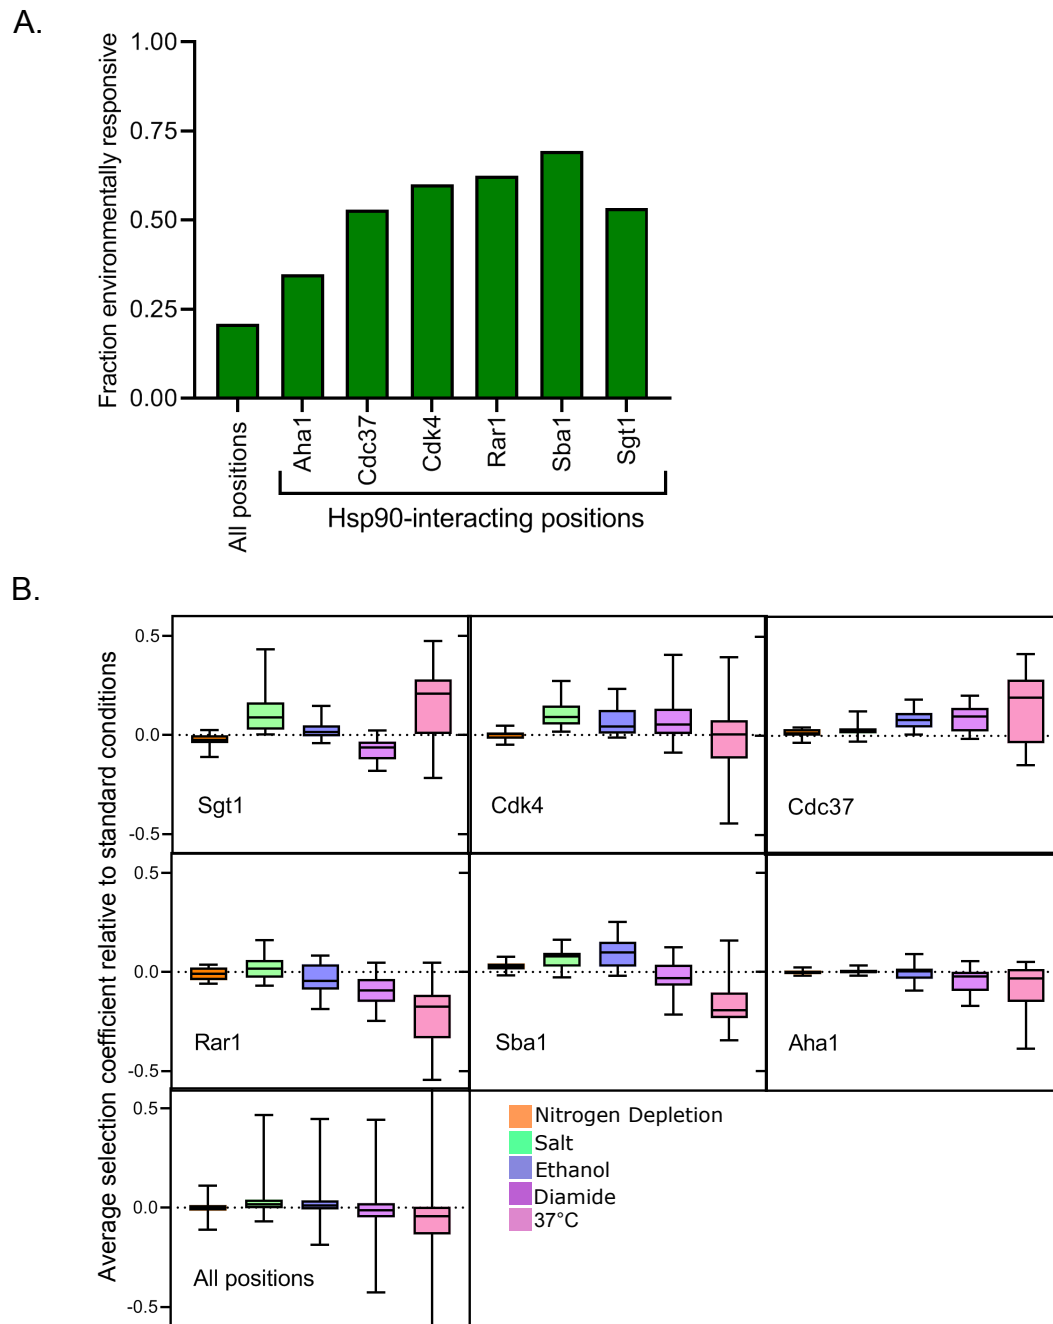 A.
Fraction environmentally responsive
1.00
0.75
0.50
0.25
0.00
All positions
Aha1
Cdc37
Cdk4
Rar1
Sba1
Sgt1
Hsp90-interacting positions
B.
Average selection coefficient relative to standard conditions
0.5
0.0
-0.5
Sgt1
Cdk4
Cdc37
0.5
0.0
-0.5
Rar1
Sba1
Aha1
0.5
0.0
-0.5
All positions
Nitrogen Depletion
Salt
Ethanol
Diamide
37°C